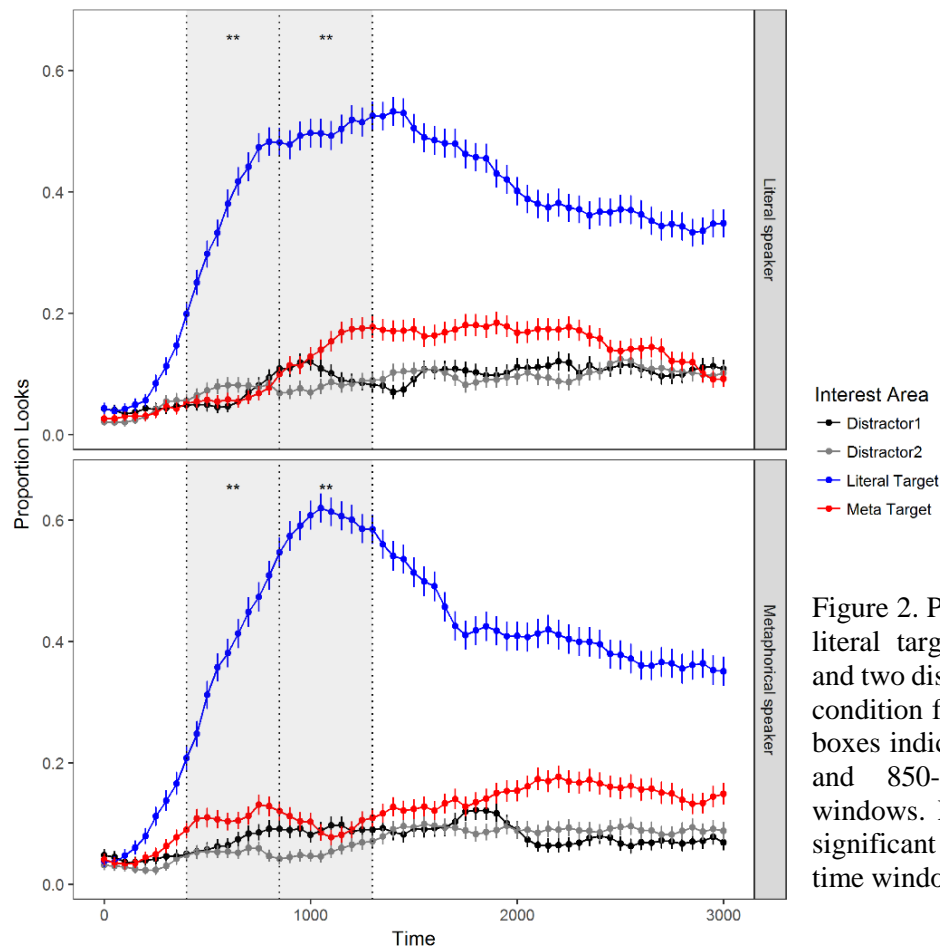 **
**
0.6
0.4
0.2
0.0
Literal speaker
**
**
0.6
0.4
0.2
0.0
Metaphorical speaker
Proportion Looks
0
1000
2000
3000
Time
Interest Area
Distractor1
Distractor2
Literal Target
Meta Target
Figure 2. P
literal targ
and two dis
condition f
boxes indic
and 850-
windows.
significant
time windo